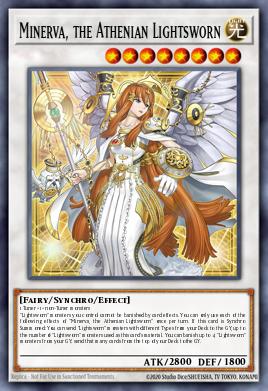 Minerva, the Athenian Lightsworn
LIGHT
光
[Fairy/Synchro/Effect]
1 Tuner + 1+ non-Tuner monsters
"Lightsworn" monsters you control cannot be banished by card effects. You can only use each of the
following effects of "Minerva, the Athenian Lightsworn" once per turn. If this card is Synchro
Summoned: You can send "Lightsworn" monsters with different Types from your Deck to the GY, up to
the number of "Lightsworn" monsters used as this card's material. You can banish up to 4 "Lightsworn"
monsters from your GY; send that many cards from the top of your Deck to the GY.
ATK/2800 DEF/1800
Replica - Not For Use in Sanctioned Tournaments.
©2020 Studio Dice/SHUEISHA, TV TOKYO, KONAMI